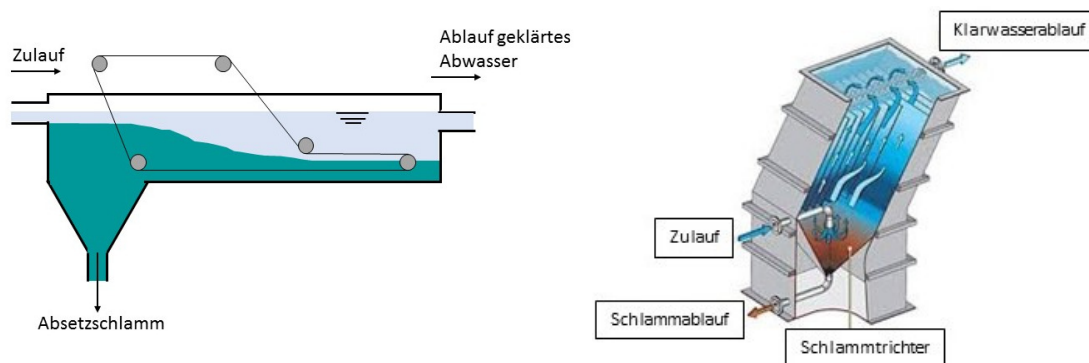 Zulauf
Ablauf geklärtes
Abwasser
Absetzschlamm
Klarwasserablauf
Zulauf
Schlammablauf
Schlammtrichter